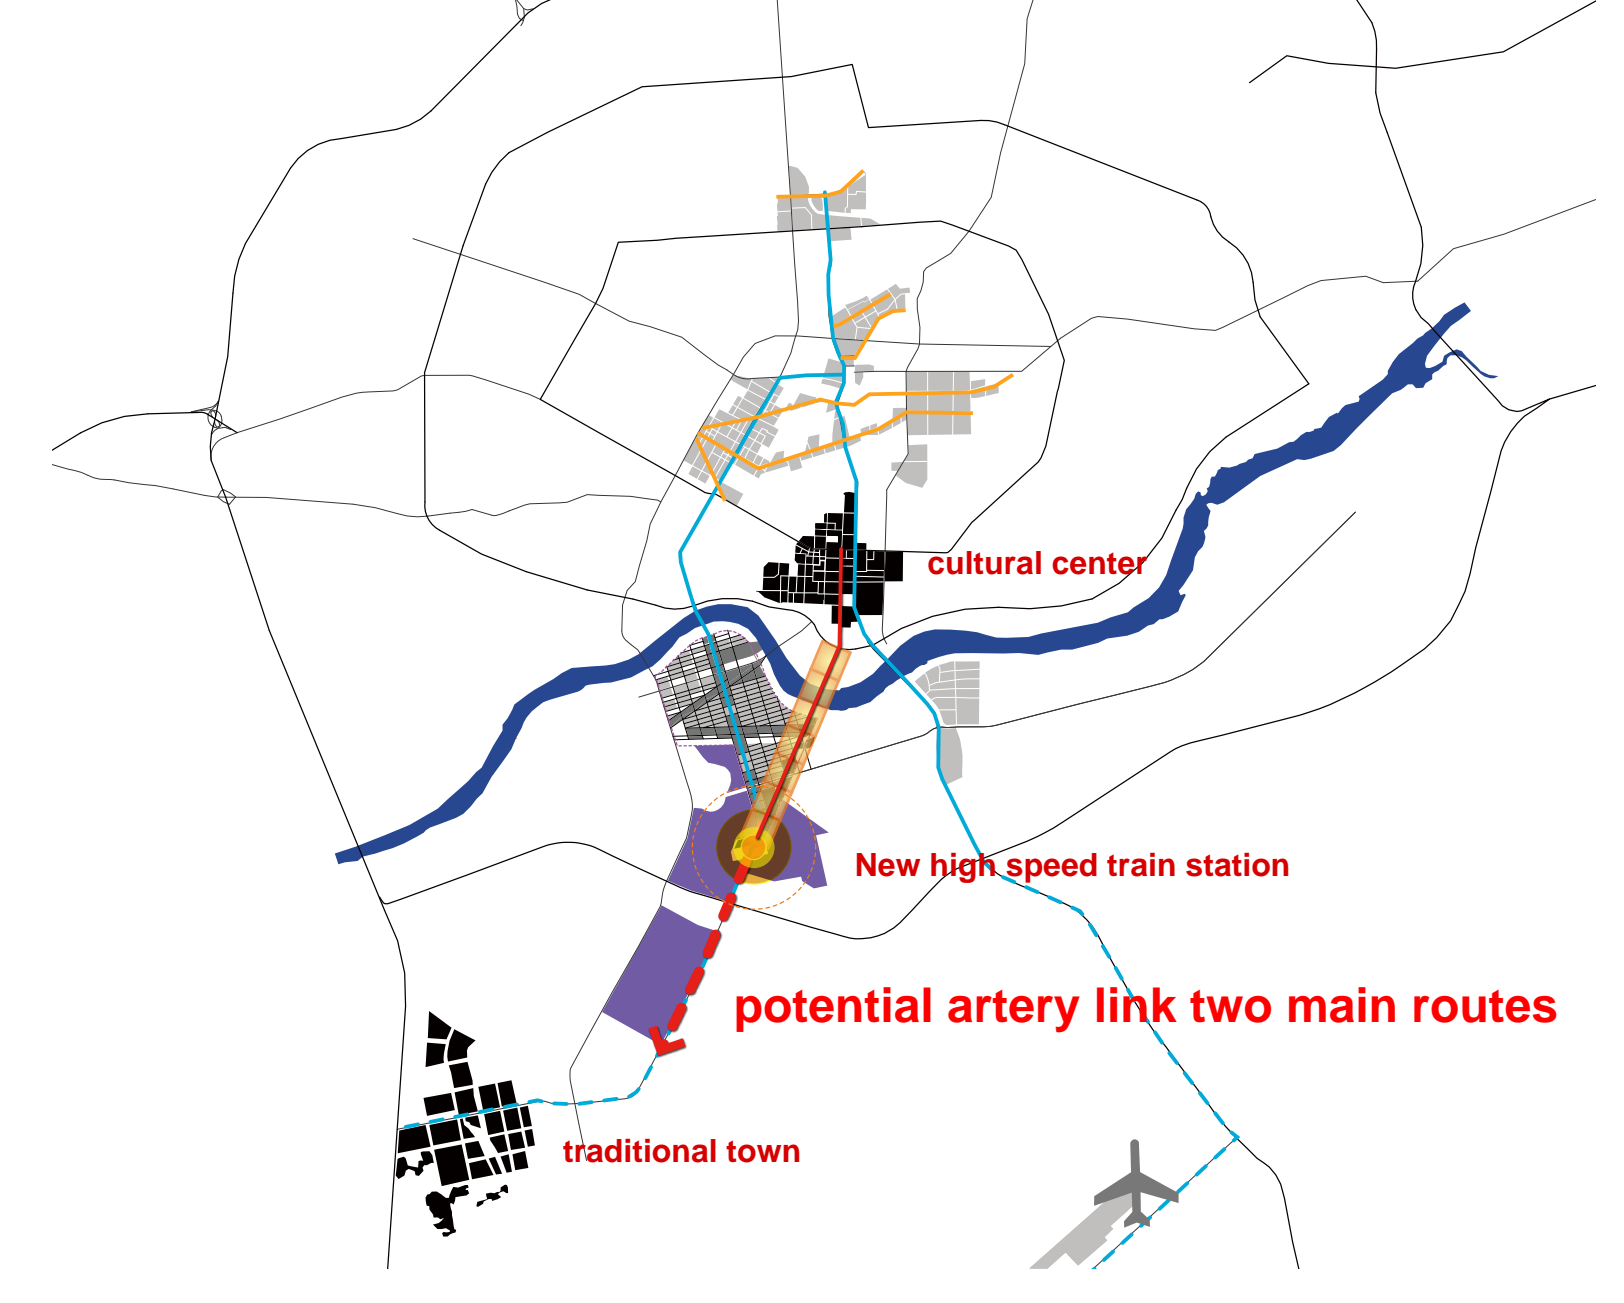 cultural center
New high speed train station
potential artery link two main routes
traditional town